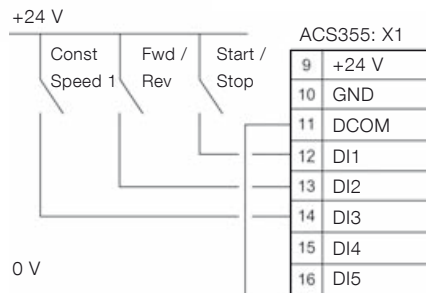 +24 V
Const
Speed 1
Fwd /
Rev
Start /
Stop
ACS355: X1
9 +24 V
10 GND
11 DCOM
12 DI1
13 DI2
14 DI3
15 DI4
16 DI5
0 V